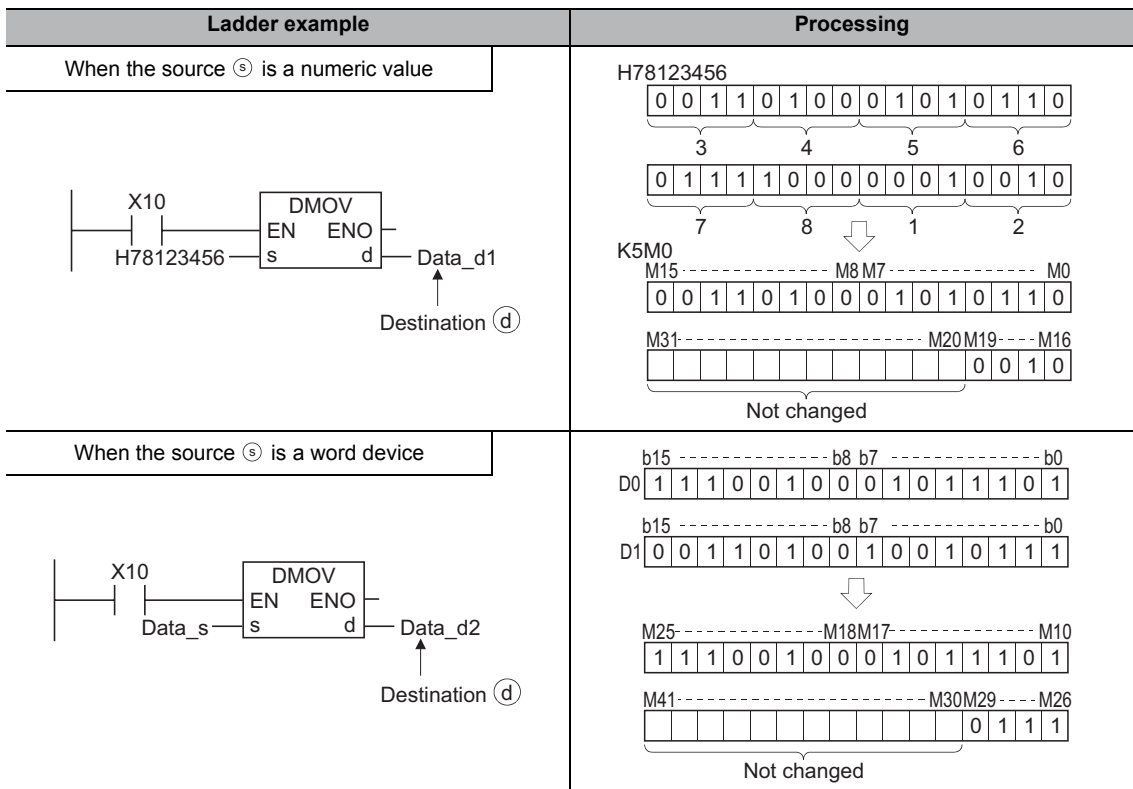 Ladder example
Processing
When the source ⓢ is a numeric value
X10
DMOV
EN ENO
H78123456 s d Data_d1
Destination ⓓ
H78123456
0 0 1 1 0 1 0 0 0 1 0 1 0 1 1 0
3 4 5 6
0 1 1 1 1 0 0 0 0 0 0 1 0 0 1 0
7 8 1 2
K5M0
M15 M8 M7 M0
0 0 1 1 0 1 0 0 0 1 0 1 0 1 1 0
M31 M20 M19 M16
0 0 1 0
Not changed
When the source ⓢ is a word device
X10
DMOV
EN ENO
Data_s s d Data_d2
Destination ⓓ
b15 b8 b7 b0
D0 1 1 1 0 0 1 0 0 0 1 0 1 1 1 0 1
b15 b8 b7 b0
D1 0 0 1 1 0 1 0 0 1 0 0 1 0 1 1 1
M25 M18 M17 M10
1 1 1 0 0 1 0 0 0 1 0 1 1 1 0 1
M41 M30 M29 M26
0 1 1 1
Not changed